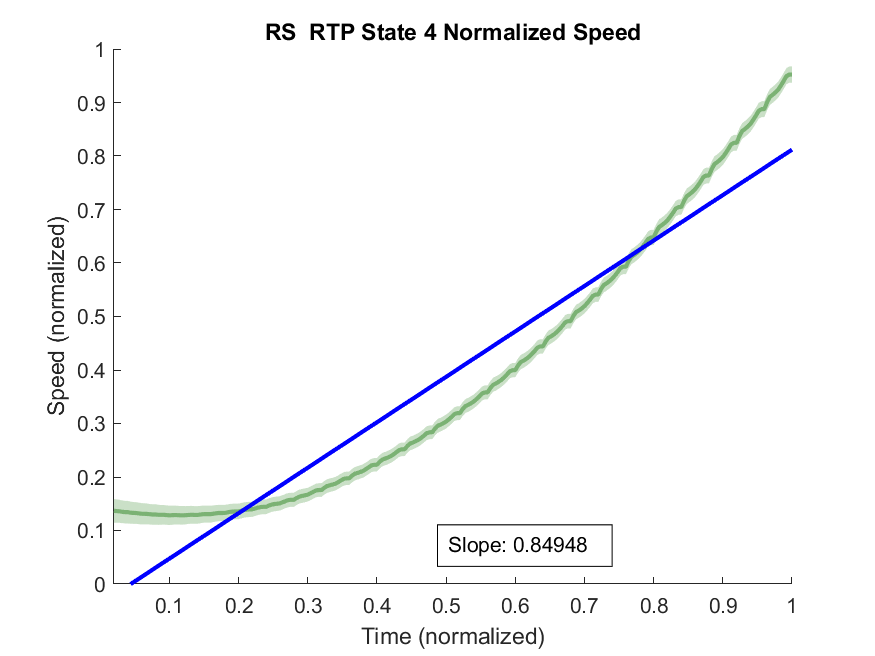 RS  RTP State 4 Normalized Speed
1
0.9
0.8
0.7
0.6
0.5
0.4
0.3
0.2
0.1
0
Speed (normalized)
Slope: 0.84948
0.1 0.2 0.3 0.4 0.5 0.6 0.7 0.8 0.9 1
Time (normalized)